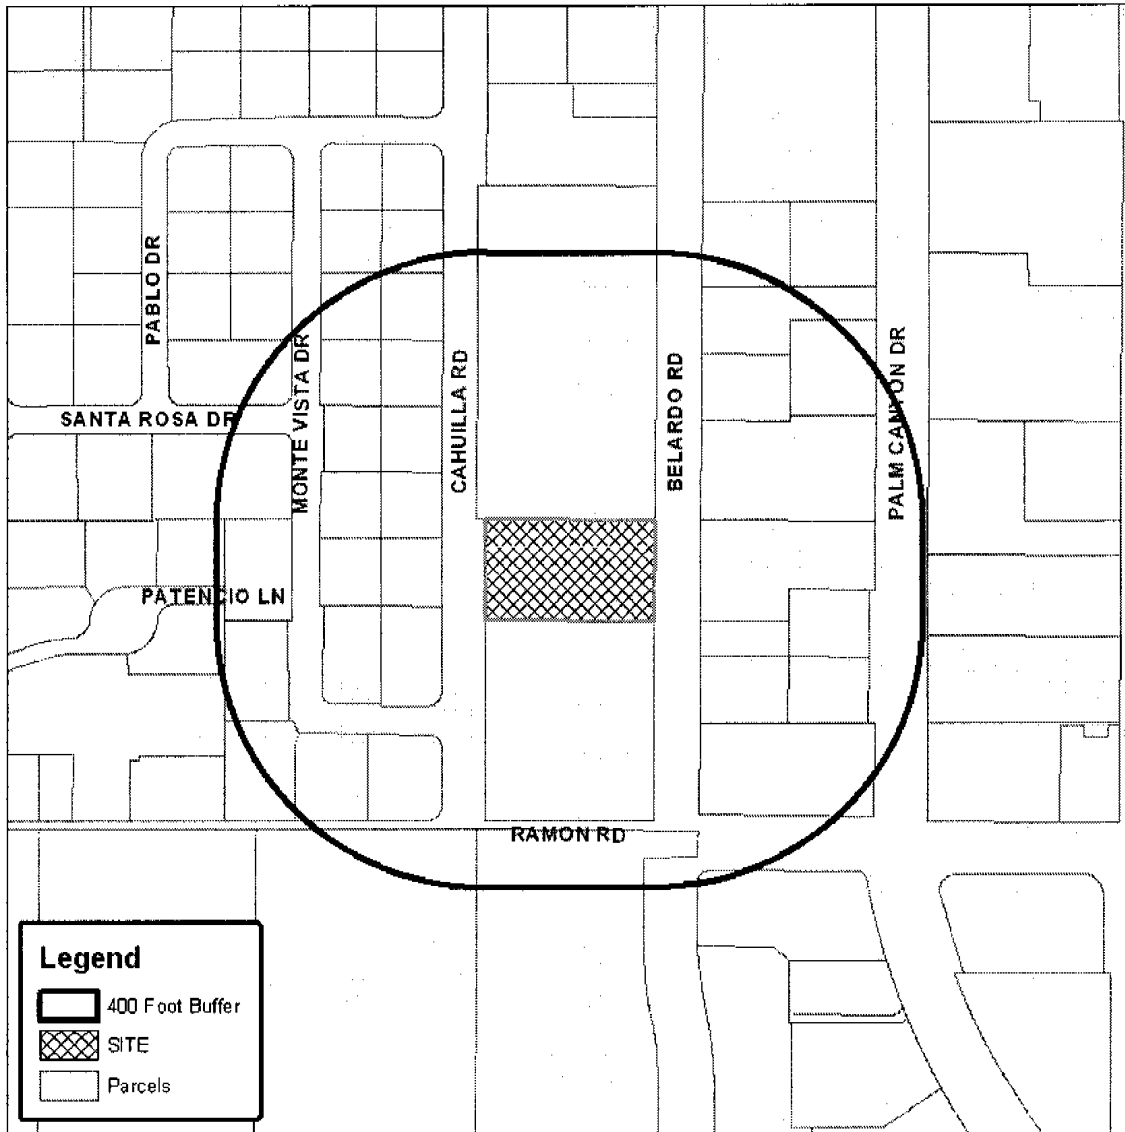 PABLO DR
SANTA ROSA DR
MONTE VISTA DR
CAHUILLA RD
BELARDO RD
PALM CANYON DR
PATENCIO LN
RAMON RD
Legend
400 Foot Buffer
SITE
Parcels